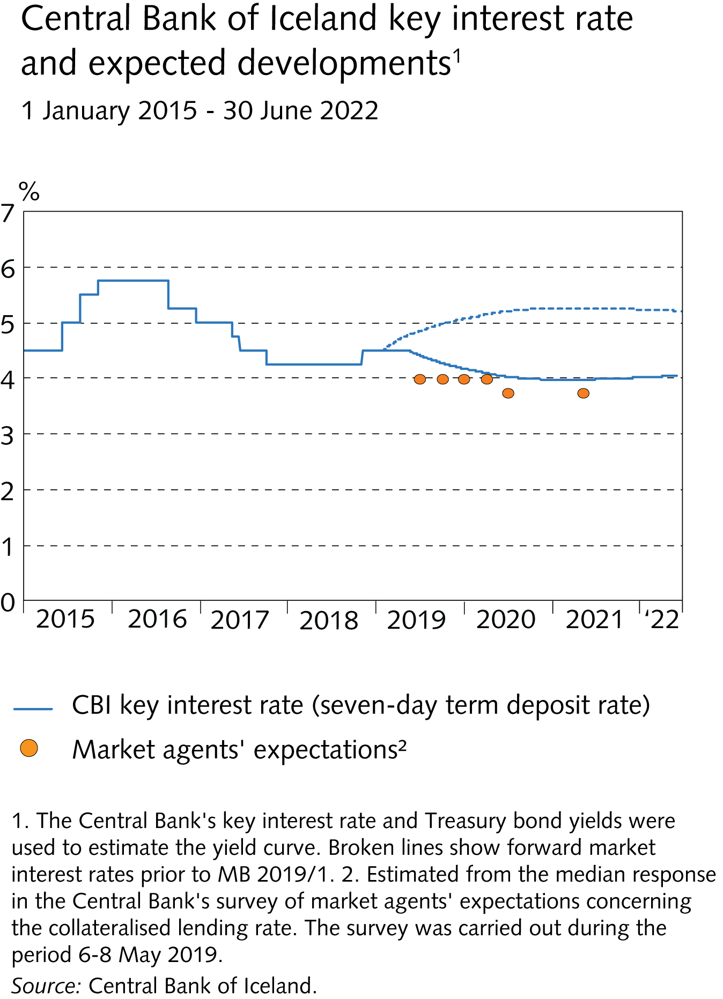 Central Bank of Iceland key interest rate
and expected developments¹
1 January 2015 - 30 June 2022
%
7
6
5
4
3
2
1
0
2015 2016 2017 2018 2019 2020 2021 ‘22
CBI key interest rate (seven-day term deposit rate)
Market agents' expectations²
1. The Central Bank's key interest rate and Treasury bond yields were
used to estimate the yield curve. Broken lines show forward market
interest rates prior to MB 2019/1. 2. Estimated from the median response
in the Central Bank's survey of market agents' expectations concerning
the collateralised lending rate. The survey was carried out during the
period 6-8 May 2019.
Source: Central Bank of Iceland.